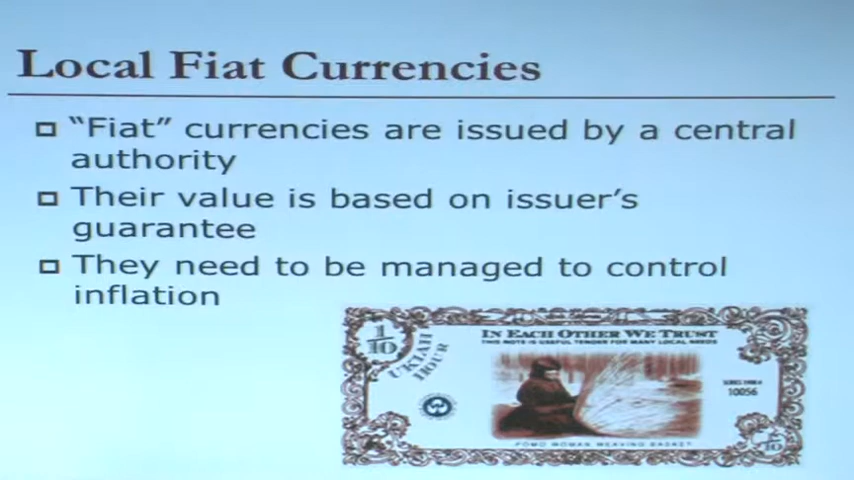 Local Fiat Currencies
“Fiat” currencies are issued by a central
authority
Their value is based on issuer’s
guarantee
They need to be managed to control
inflation
1/10
UKIAH
HOUR
IN EACH OTHER WE TRUST
THIS NOTE IS USEFUL TENDER FOR MANY LOCAL NEEDS
10056
POMO WOMAN WEAVING BASKET